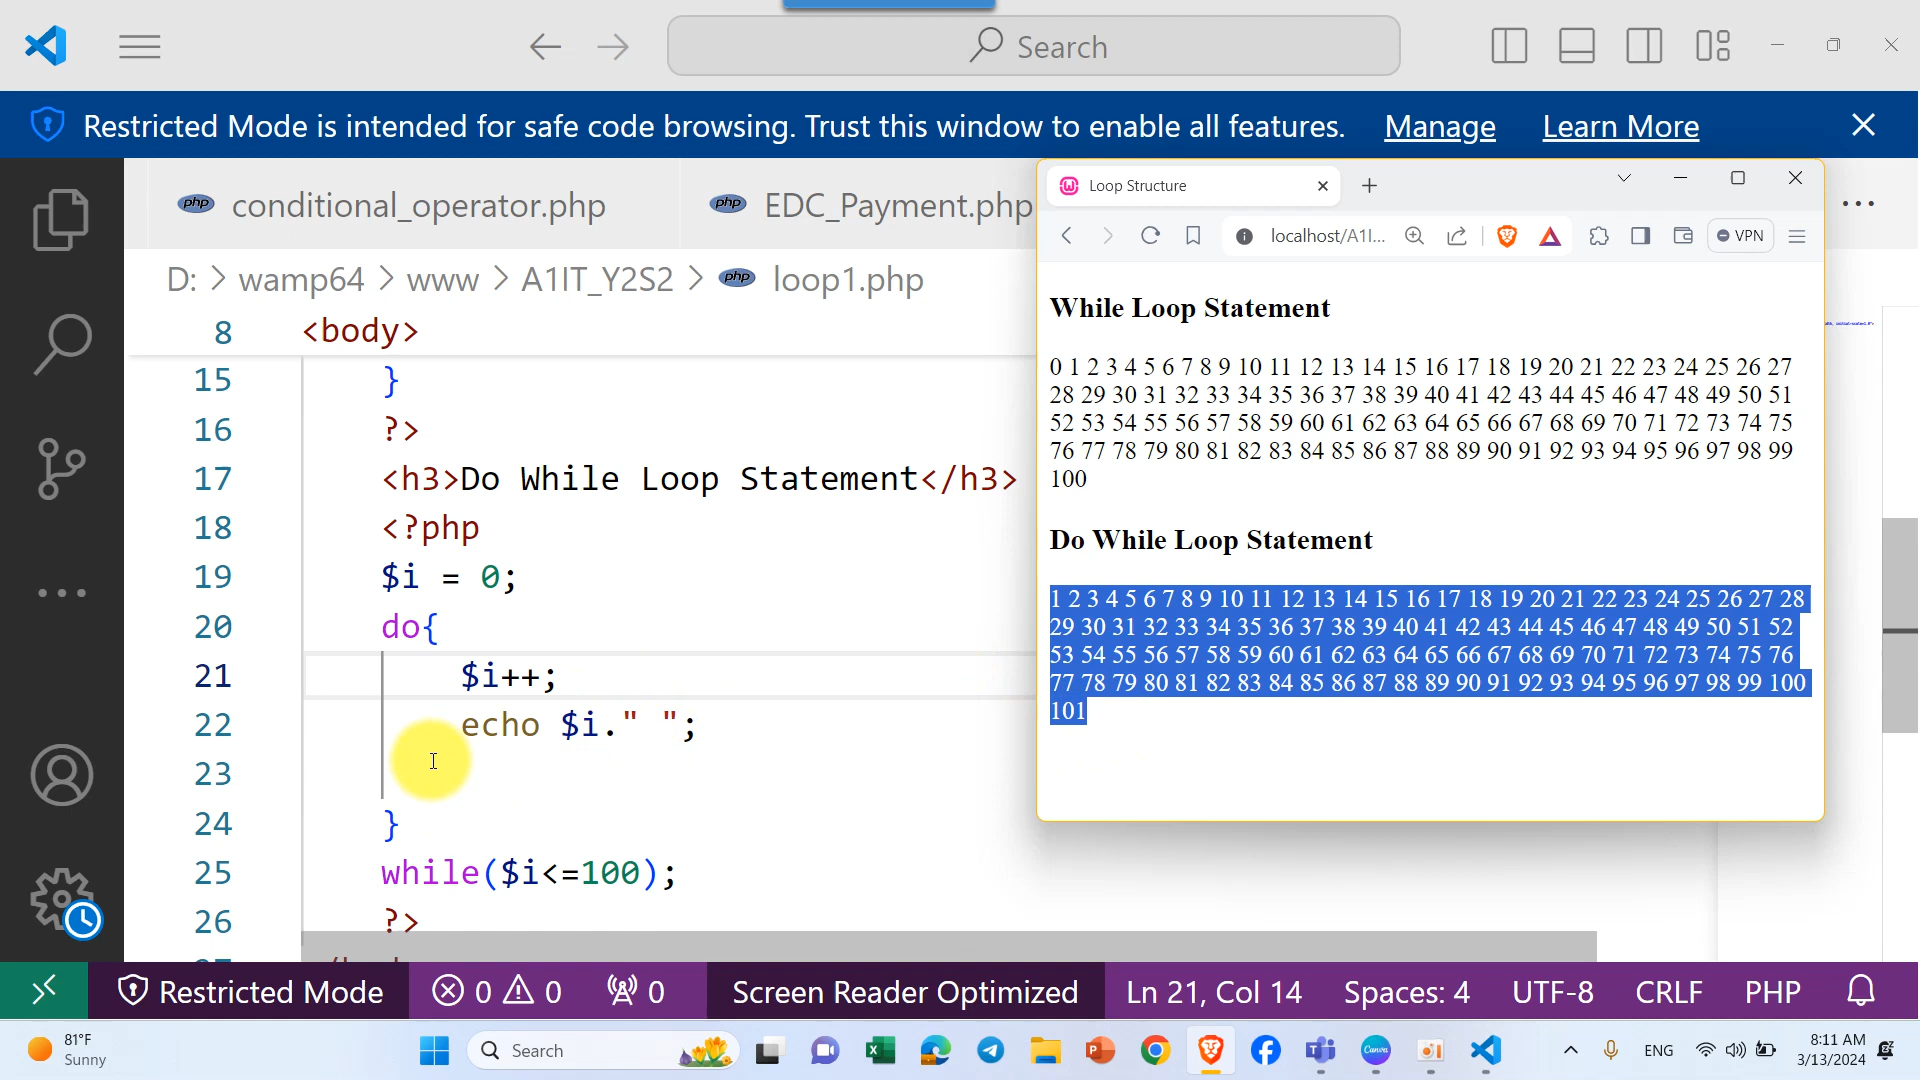 Search
Restricted Mode is intended for safe code browsing. Trust this window to enable all features. Manage Learn More
php conditional_operator.php php EDC_Payment.php
D: > wamp64 > www > A1IT_Y2S2 > php loop1.php
8 <body>
15 }
16 ?>
17 <h3>Do While Loop Statement</h3>
18 <?php
19 $i = 0;
20 do{
21 $i++;
22 echo $i." ";
23
24 }
25 while($i<=100);
26 ?>
Loop Structure
localhost/A1I... VPN
While Loop Statement
0 1 2 3 4 5 6 7 8 9 10 11 12 13 14 15 16 17 18 19 20 21 22 23 24 25 26 27
28 29 30 31 32 33 34 35 36 37 38 39 40 41 42 43 44 45 46 47 48 49 50 51
52 53 54 55 56 57 58 59 60 61 62 63 64 65 66 67 68 69 70 71 72 73 74 75
76 77 78 79 80 81 82 83 84 85 86 87 88 89 90 91 92 93 94 95 96 97 98 99
100
Do While Loop Statement
1 2 3 4 5 6 7 8 9 10 11 12 13 14 15 16 17 18 19 20 21 22 23 24 25 26 27 28
29 30 31 32 33 34 35 36 37 38 39 40 41 42 43 44 45 46 47 48 49 50 51 52
53 54 55 56 57 58 59 60 61 62 63 64 65 66 67 68 69 70 71 72 73 74 75 76
77 78 79 80 81 82 83 84 85 86 87 88 89 90 91 92 93 94 95 96 97 98 99 100
101
Restricted Mode 0 0 0 Screen Reader Optimized Ln 21, Col 14 Spaces: 4 UTF-8 CRLF PHP
81°F
Sunny
Search
Canva
ENG
8:11 AM
3/13/2024